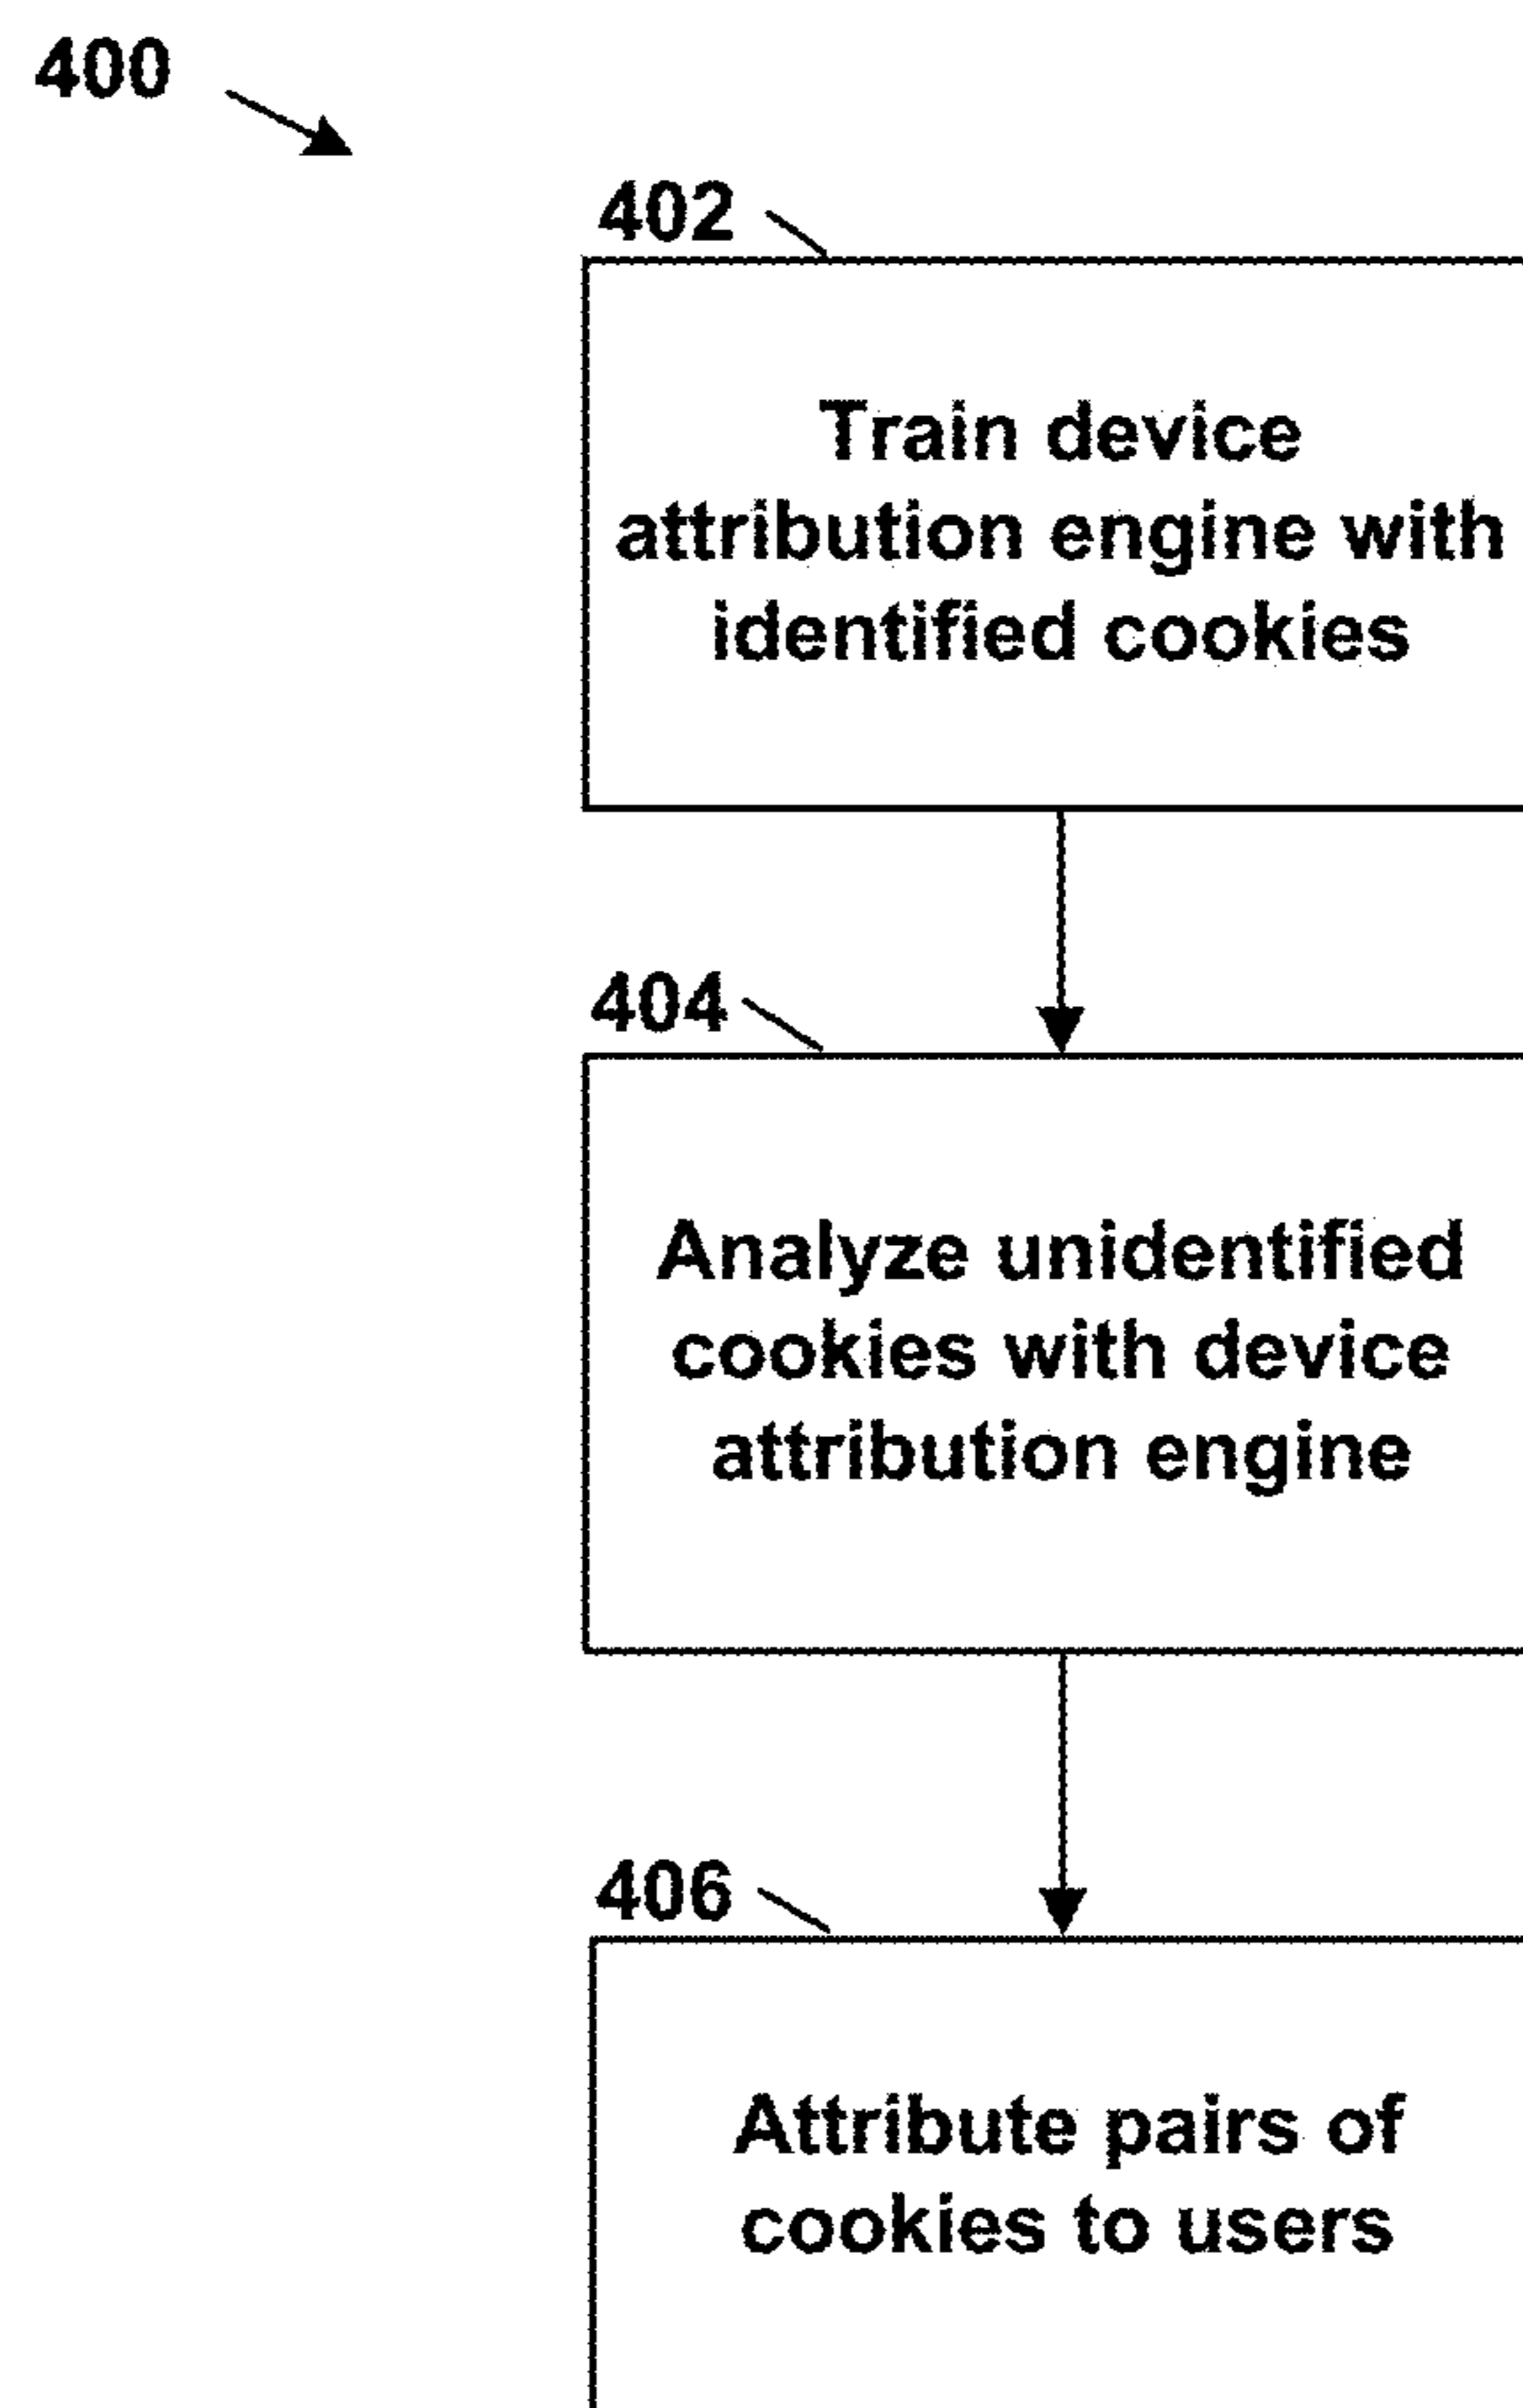 400
402
Train device
attribution engine with
identified cookies
404
Analyze unidentified
cookies with device
attribution engine
406
Attribute pairs of
cookies to users